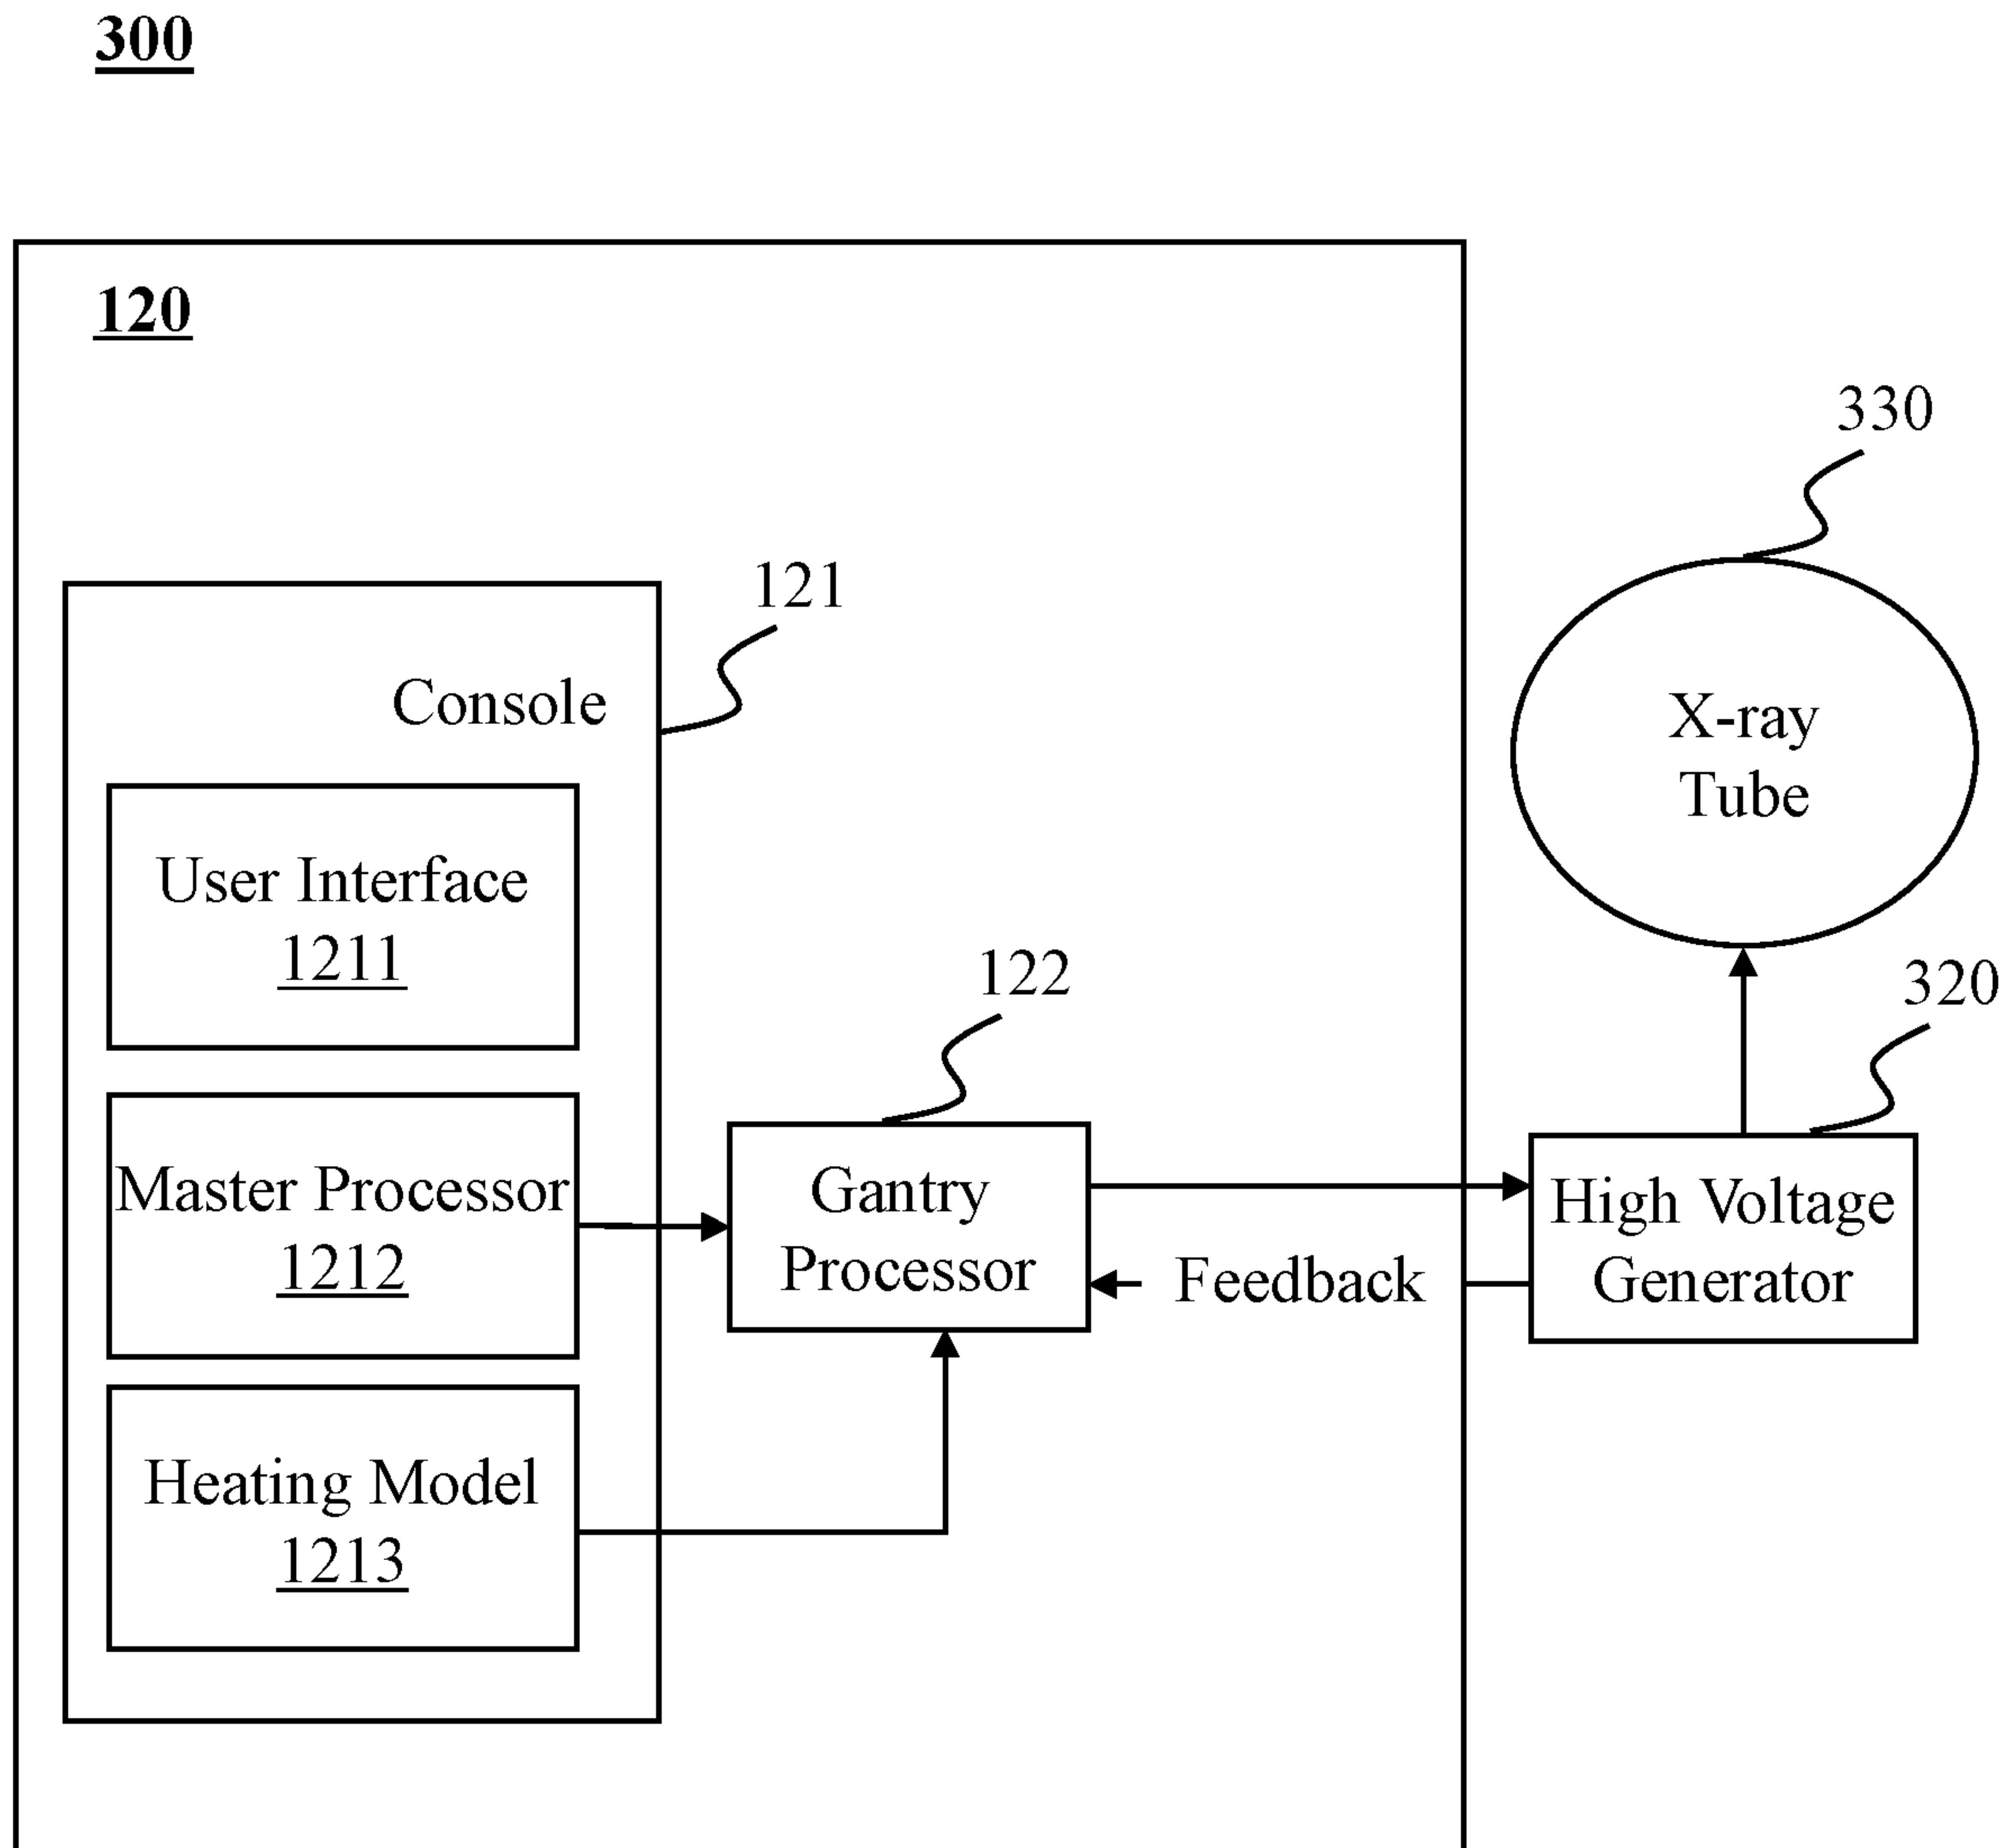 300
120
330
121
Console
X-ray
Tube
User Interface
1211
122
320
Master Processor
1212
Gantry
Processor
Feedback
High Voltage
Generator
Heating Model
1213